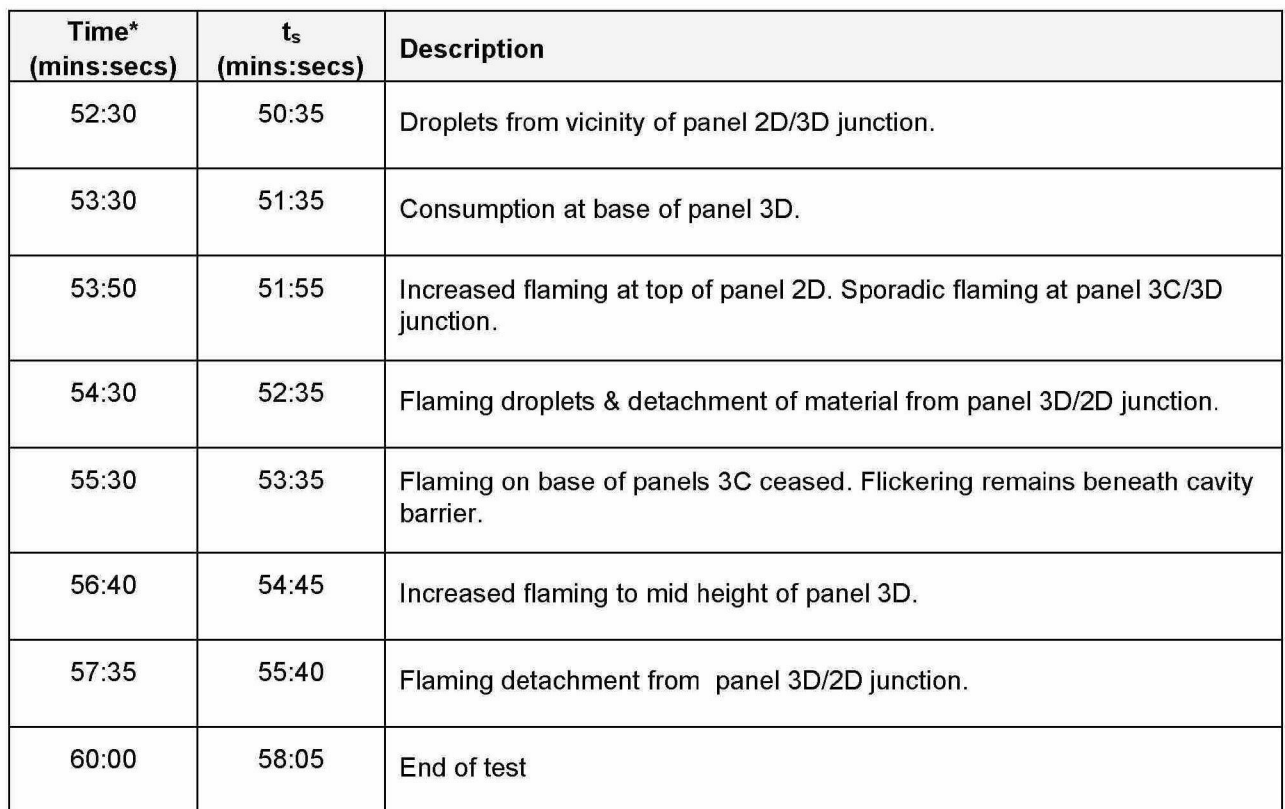 Time* (mins:secs) ts (mins:secs) Description
52:30 50:35 Droplets from vicinity of panel 2D/3D junction.
53:30 51:35 Consumption at base of panel 3D.
53:50 51:55 Increased flaming at top of panel 2D. Sporadic flaming at panel 3C/3D
junction.
54:30 52:35 Flaming droplets & detachment of material from panel 3D/2D junction.
55:30 53:35 Flaming on base of panels 3C ceased. Flickering remains beneath cavity
barrier.
56:40 54:45 Increased flaming to mid height of panel 3D.
57:35 55:40 Flaming detachment from panel 3D/2D junction.
60:00 58:05 End of test